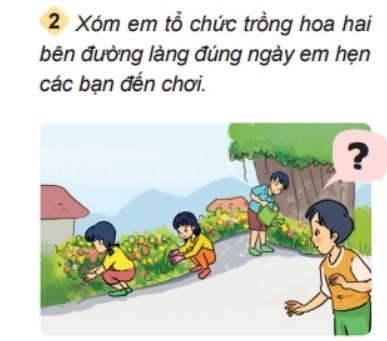 2 Xóm em tổ chức trồng hoa hai
bên đường làng đúng ngày em hẹn
các bạn đến chơi.
?